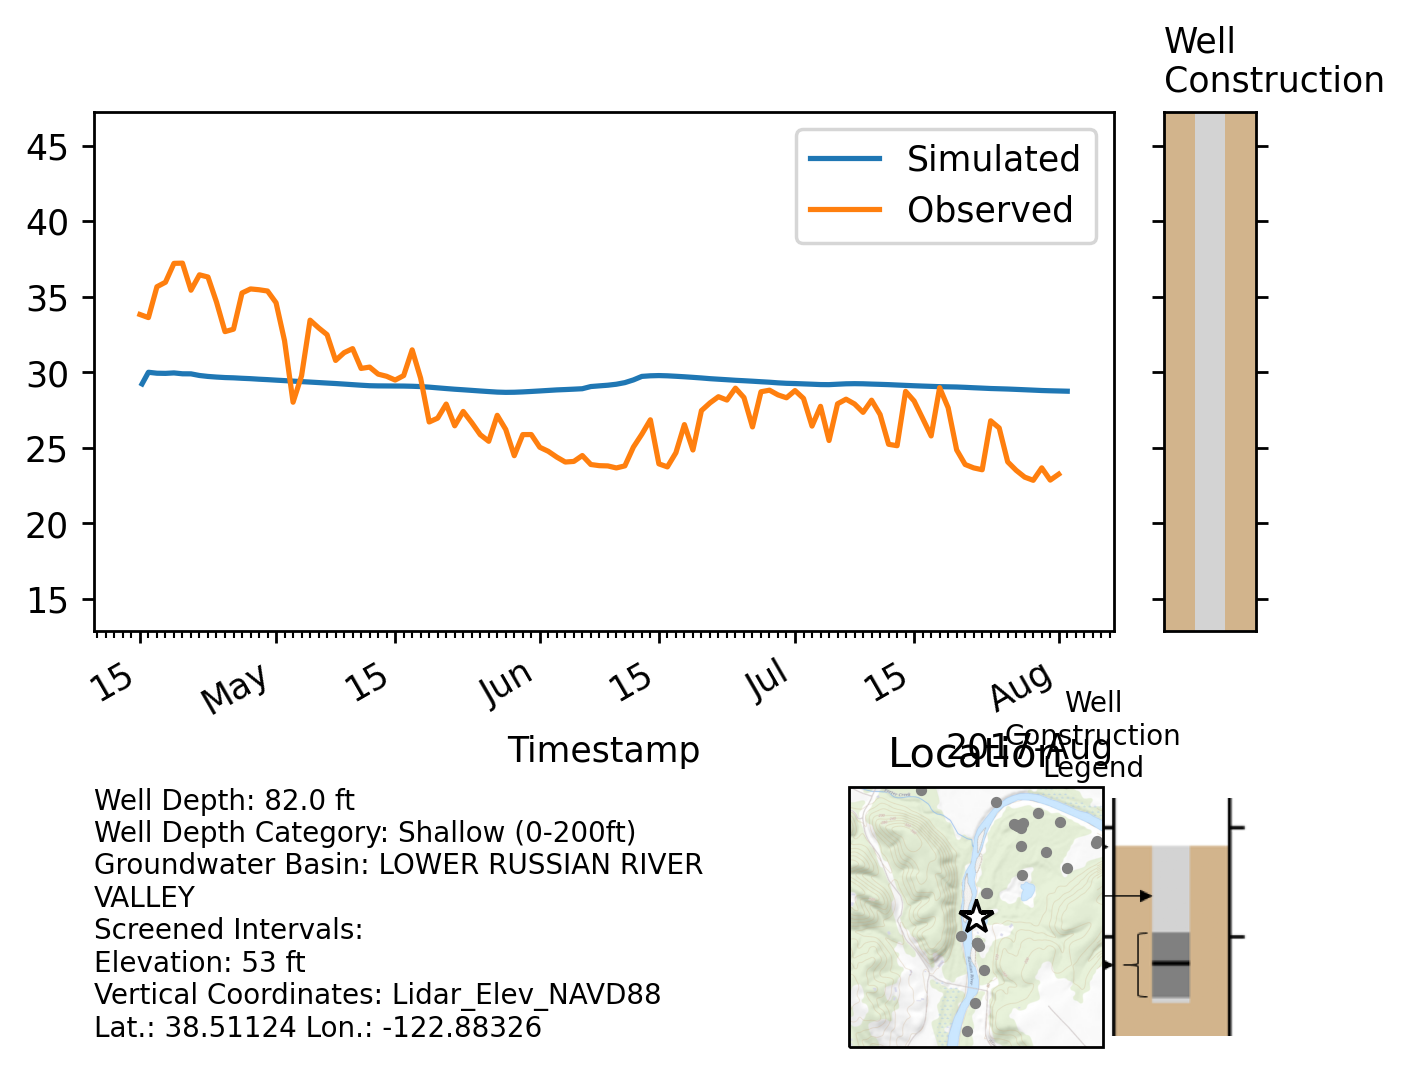 Well
Construction
45
40
35
30
25
20
15
Simulated
Observed
15
May
15
Jun
15
Jul
15
Aug
2017-Aug
Timestamp
Well Depth: 82.0 ft
Well Depth Category: Shallow (0-200ft)
Groundwater Basin: LOWER RUSSIAN RIVER
VALLEY
Screened Intervals:
Elevation: 53 ft
Vertical Coordinates: Lidar_Elev_NAVD88
Lat.: 38.51124 Lon.: -122.88326
Location
Well
Construction
Legend